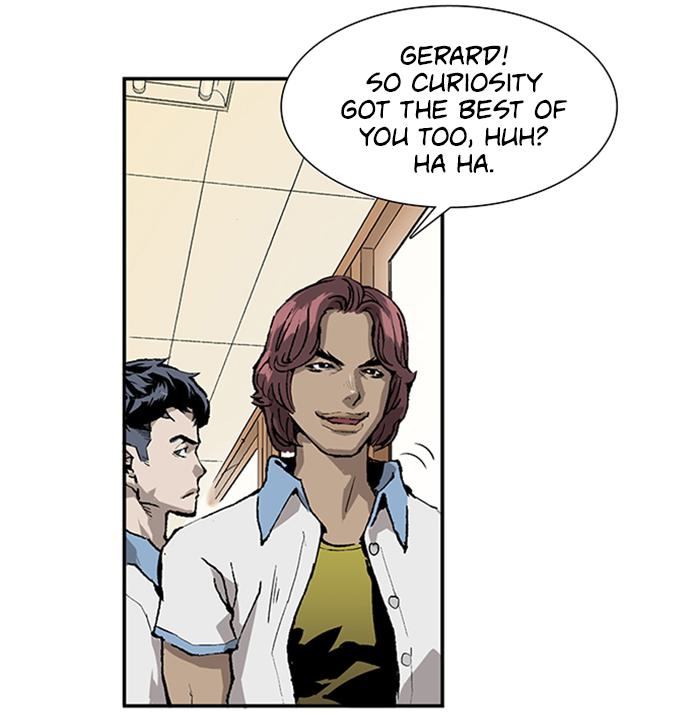 GERARD!
SO CURIOSITY
GOT THE BEST OF
YOU TOO, HUH?
HA HA.